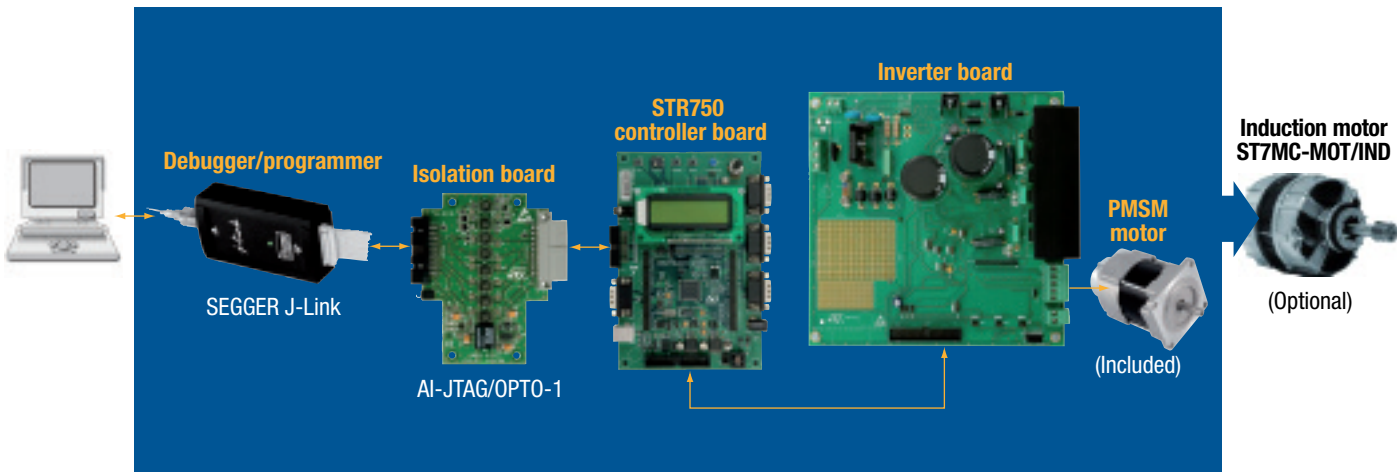 Debugger/programmer
SEGGER J-Link
Isolation board
AI-JTAG/OPTO-1
STR750
controller board
Inverter board
PMSM
motor
(Included)
Induction motor
ST7MC-MOT/IND
(Optional)